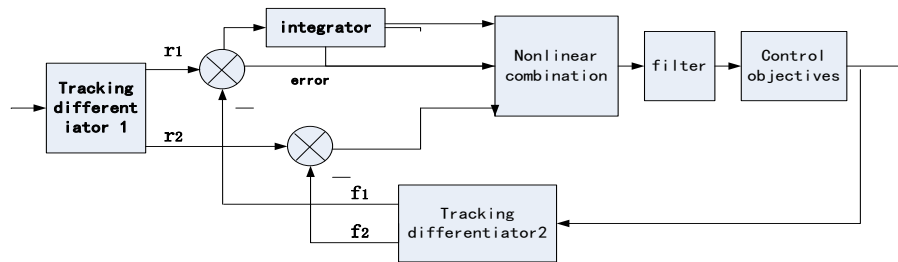 integrator
r1
error
Tracking
different
iator 1
r2
Nonlinear
combination
filter
Control
objectives
f1
f2
Tracking
differentiator2